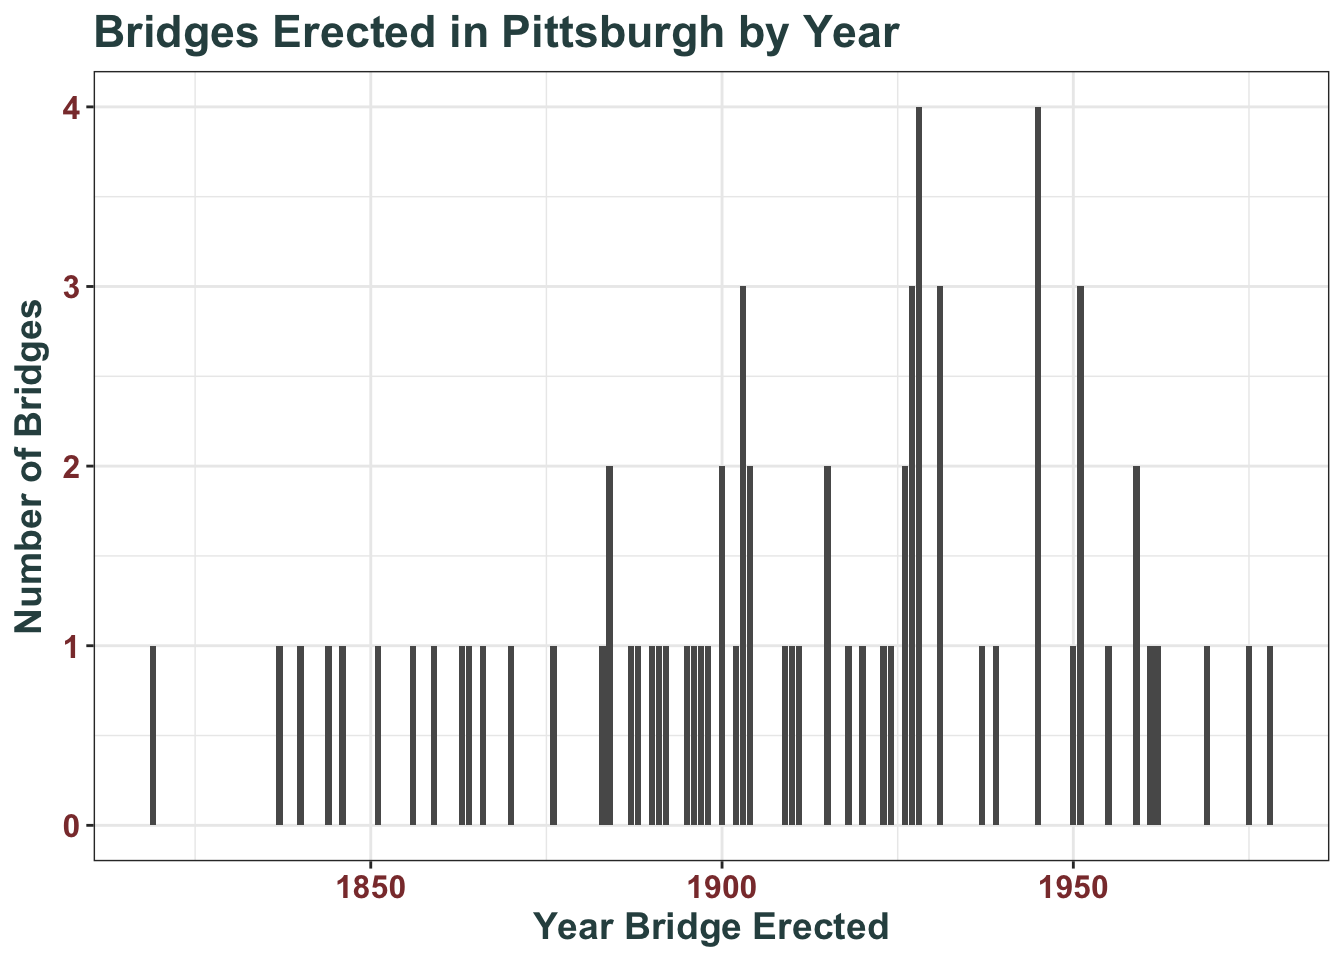 Bridges Erected in Pittsburgh by Year
4
3
2
1
0
Number of Bridges
1850 1900 1950
Year Bridge Erected